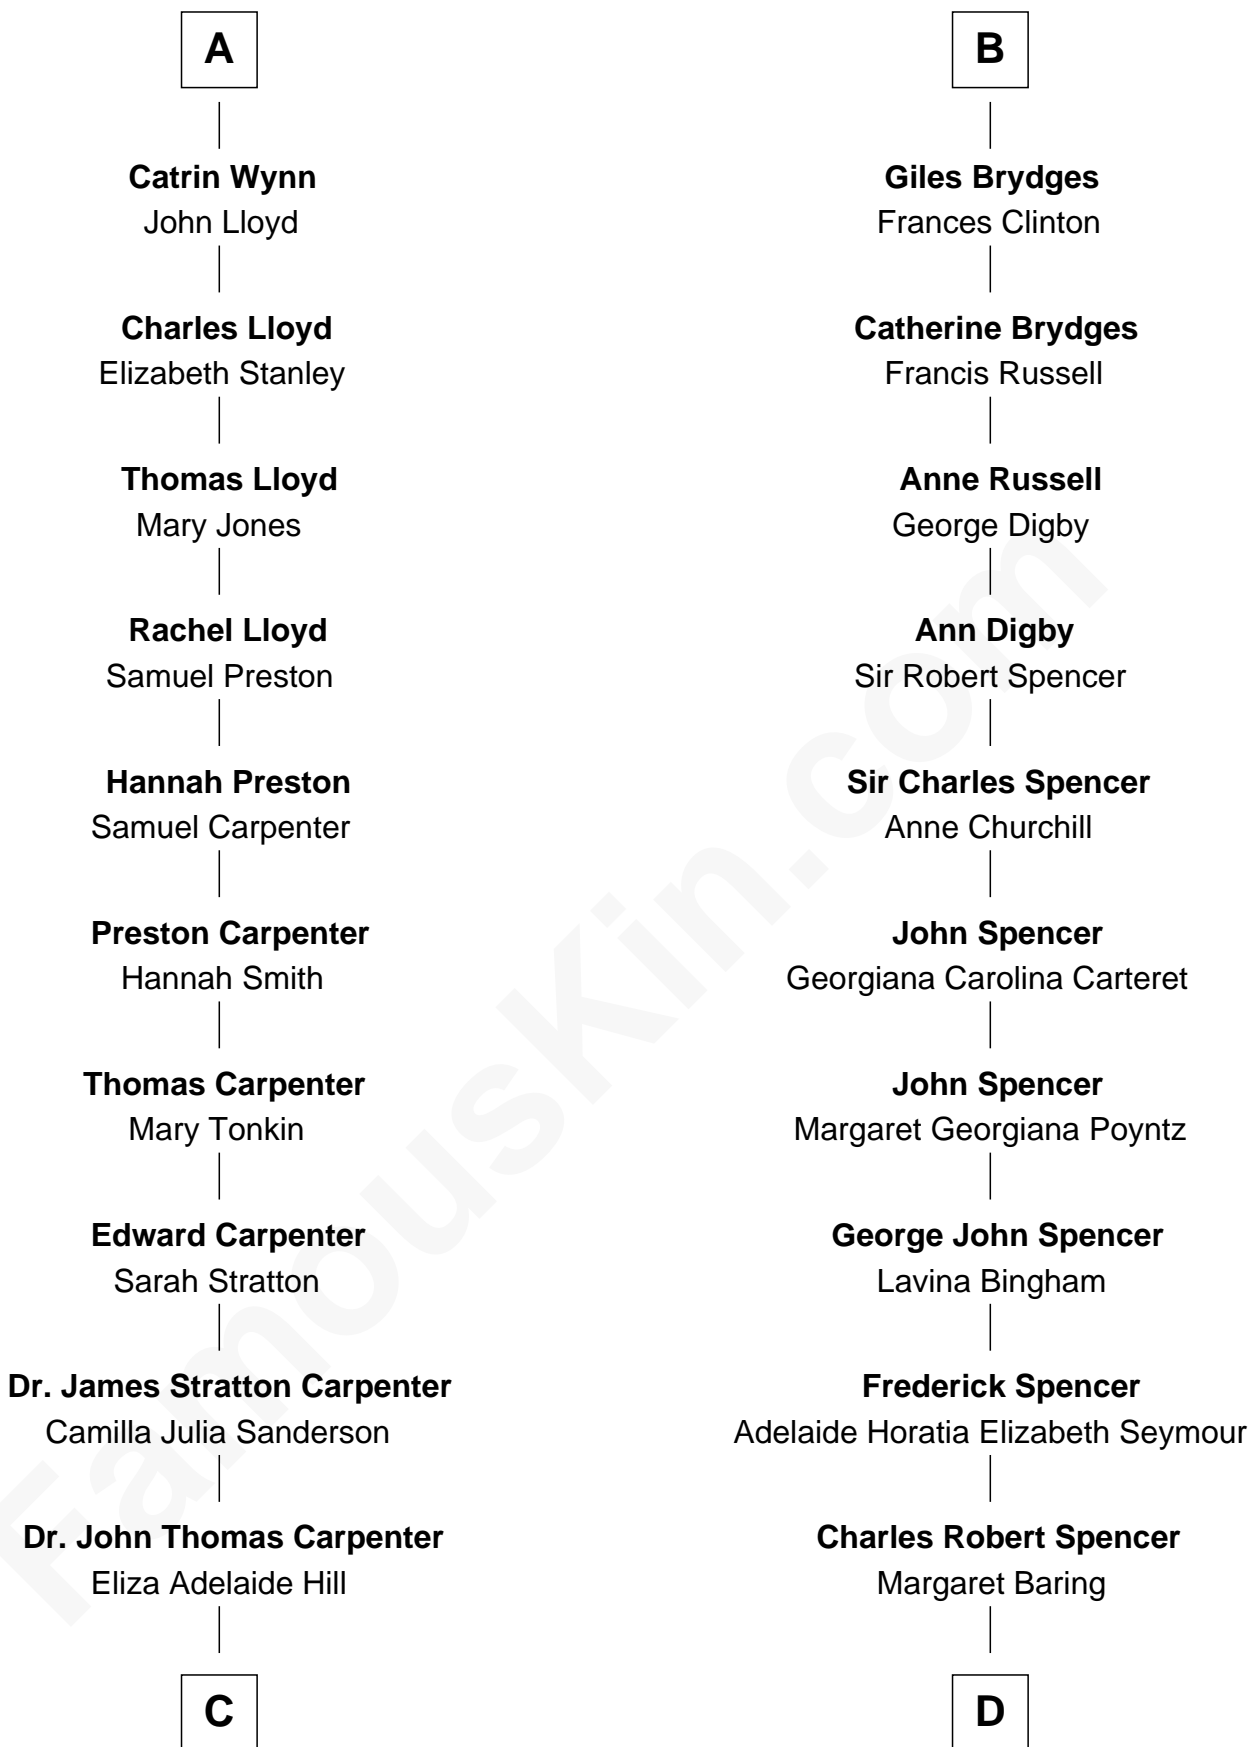 A
Catrin Wynn
John Lloyd
Charles Lloyd
Elizabeth Stanley
Thomas Lloyd
Mary Jones
Rachel Lloyd
Samuel Preston
Hannah Preston
Samuel Carpenter
Preston Carpenter
Hannah Smith
Thomas Carpenter
Mary Tonkin
Edward Carpenter
Sarah Stratton
Dr. James Stratton Carpenter
Camilla Julia Sanderson
Dr. John Thomas Carpenter
Eliza Adelaide Hill
C
B
Giles Brydges
Frances Clinton
Catherine Brydges
Francis Russell
Anne Russell
George Digby
Ann Digby
Sir Robert Spencer
Sir Charles Spencer
Anne Churchill
John Spencer
Georgiana Carolina Carteret
John Spencer
Margaret Georgiana Poyntz
George John Spencer
Lavina Bingham
Frederick Spencer
Adelaide Horatia Elizabeth Seymour
Charles Robert Spencer
Margaret Baring
D
FamousKin.com